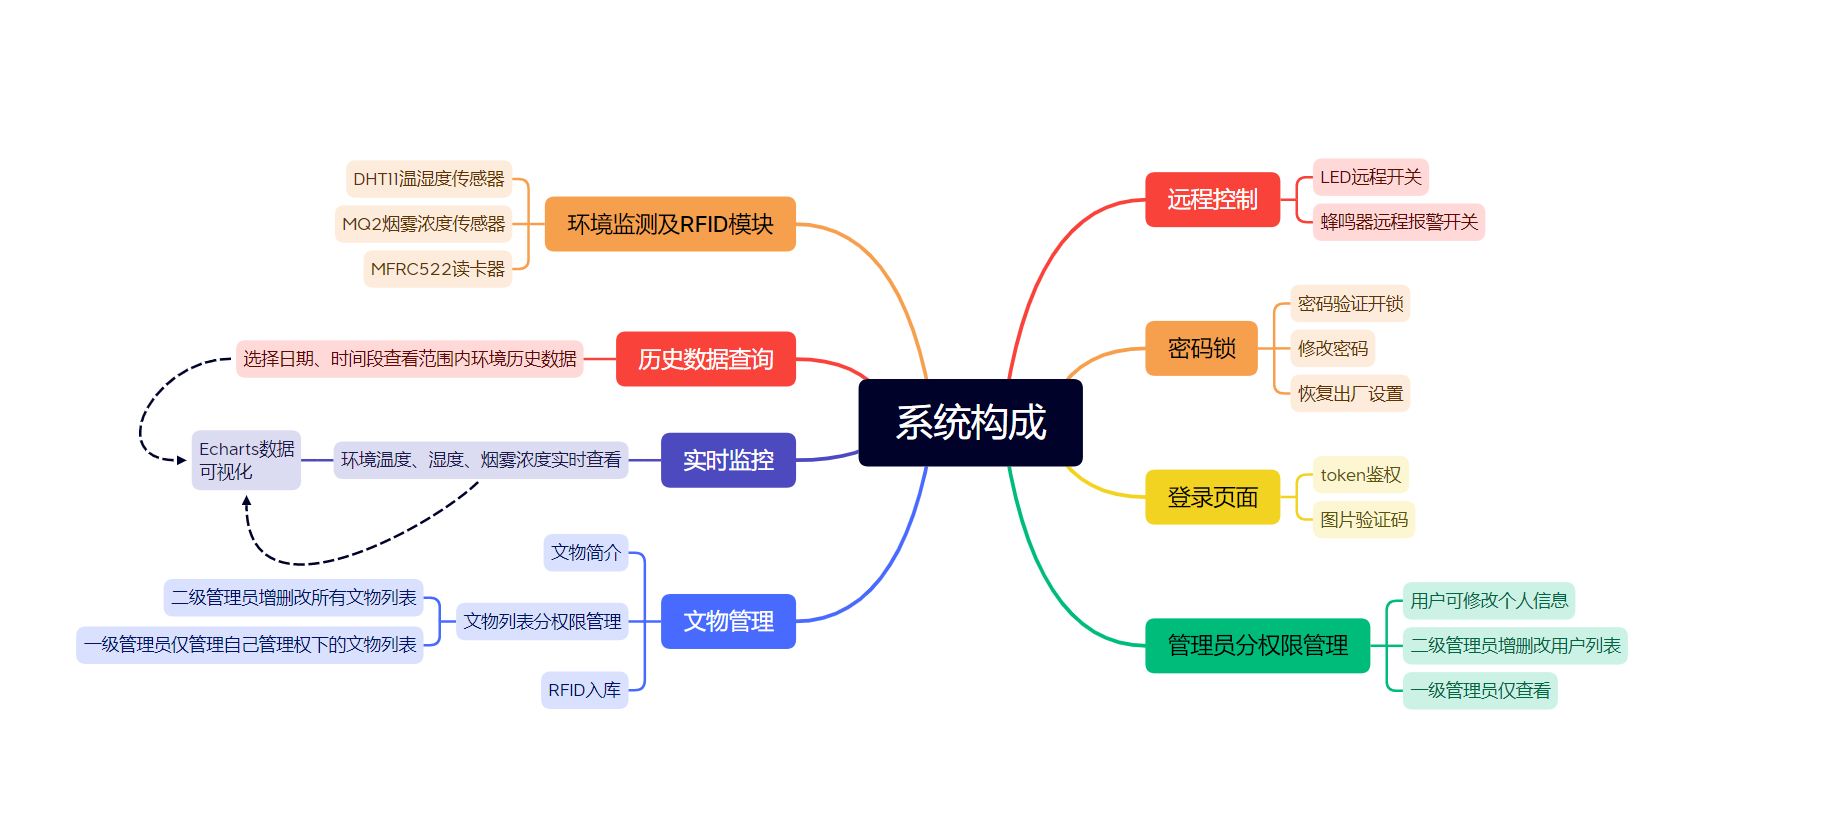 系统构成
远程控制
LED远程开关
蜂鸣器远程报警开关
密码锁
密码验证开锁
修改密码
恢复出厂设置
登录页面
token鉴权
图片验证码
管理员分权限管理
用户可修改个人信息
二级管理员增删改用户列表
一级管理员仅查看
环境监测及RFID模块
DHT11温湿度传感器
MQ2烟雾浓度传感器
MFRC522读卡器
历史数据查询
选择日期、时间段查看范围内环境历史数据
实时监控
环境温度、湿度、烟雾浓度实时查看
Echarts数据
可视化
文物管理
文物简介
文物列表分权限管理
二级管理员增删改所有文物列表
一级管理员仅管理自己管理权下的文物列表
RFID入库